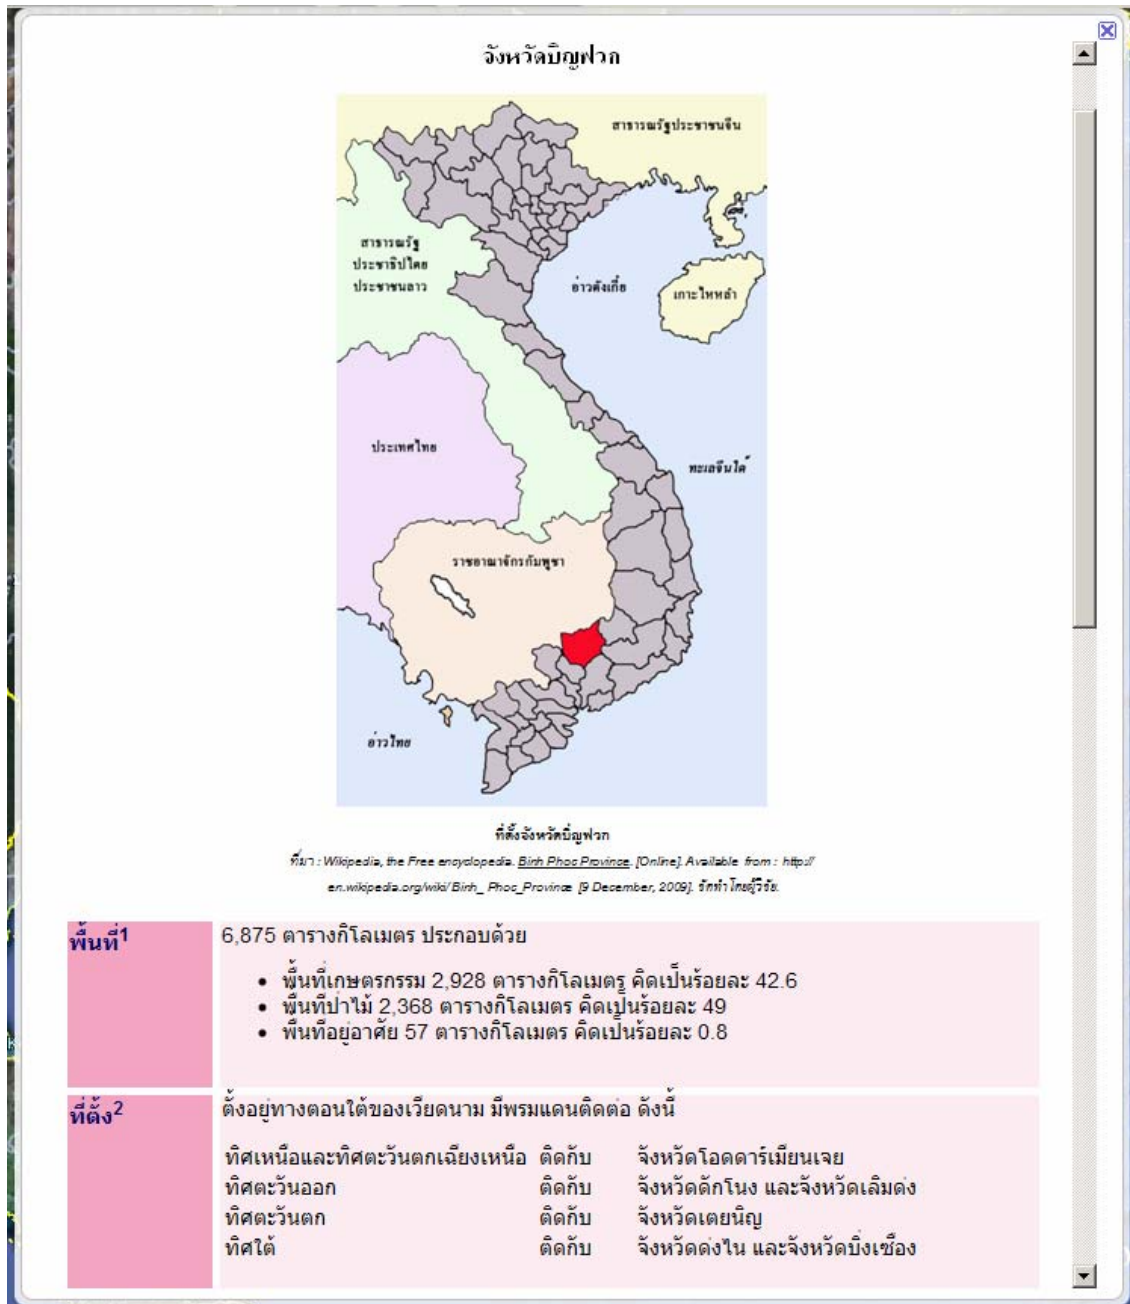 จังหวัดบิญฟวก
สาธารณรัฐประชาชนจีน
สาธารณรัฐ
ประชาธิปไตย
ประชาชนลาว
อ่าวตังเกี๋ย
เกาะไหหลำ
ประเทศไทย
ทะเลจีนใต้
ราชอาณาจักรกัมพูชา
อ่าวไทย
ที่ตั้งจังหวัดบิ่ญฟวก
ที่มา : Wikipedia, the Free encyclopedia. Binh Phoc Province. [Online]. Available from : http://
en.wikipedia.org/wiki/Binh_ Phoc_Province [9 December, 2009]. จัดทำโดยผู้วิจัย.
พื้นที่1
6,875 ตารางกิโลเมตร ประกอบด้วย
• พื้นที่เกษตรกรรม 2,928 ตารางกิโลเมตร คิดเป็นร้อยละ 42.6
• พื้นที่ป่าไม้ 2,368 ตารางกิโลเมตร คิดเป็นร้อยละ 49
• พื้นที่อยู่อาศัย 57 ตารางกิโลเมตร คิดเป็นร้อยละ 0.8
ที่ตั้ง2
ตั้งอยู่ทางตอนใต้ของเวียดนาม มีพรมแดนติดต่อ ดังนี้
ทิศเหนือและทิศตะวันตกเฉียงเหนือ ติดกับ จังหวัดโอดดาร์เมียนเจย
ทิศตะวันออก ติดกับ จังหวัดดักโนง และจังหวัดเลิมด่ง
ทิศตะวันตก ติดกับ จังหวัดเตยนิญ
ทิศใต้ ติดกับ จังหวัดด่งไน และจังหวัดบิ่งเซือง